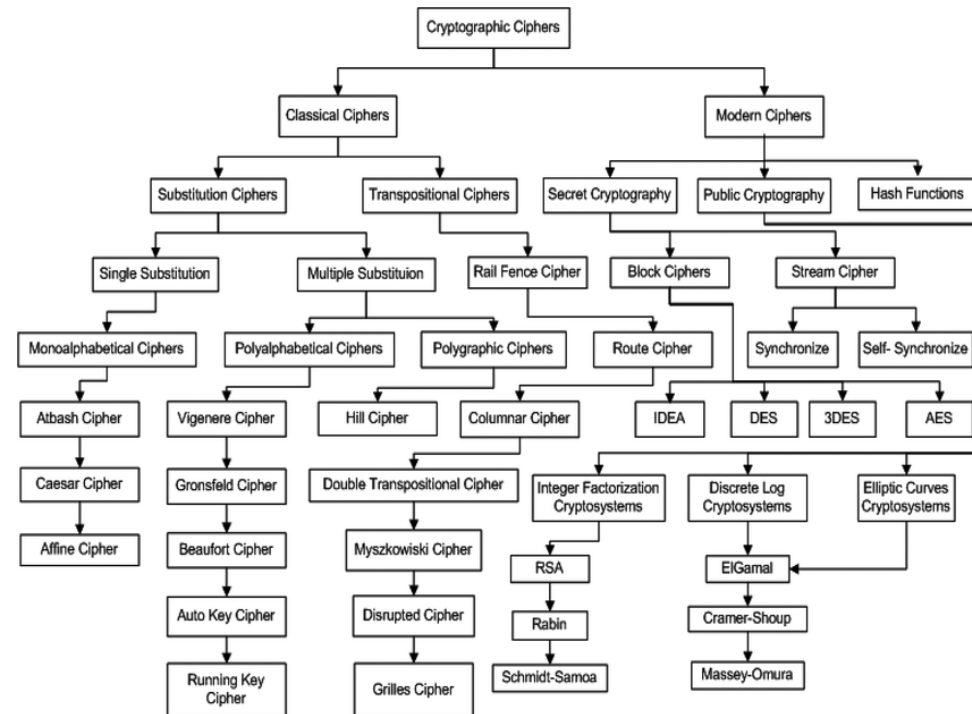 Cryptographic Ciphers
Classical Ciphers
Modern Ciphers
Substitution Ciphers
Transpositional Ciphers
Secret Cryptography
Public Cryptography
Hash Functions
Single Substitution
Multiple Substituion
Rail Fence Cipher
Block Ciphers
Stream Cipher
Monoalphabetical Ciphers
Polyalphabetical Ciphers
Polygraphic Ciphers
Route Cipher
Synchronize
Self- Synchronize
Atbash Cipher
Vigenere Cipher
Hill Cipher
Columnar Cipher
IDEA
DES
3DES
AES
Caesar Cipher
Gronsfeld Cipher
Double Transpositional Cipher
Integer Factorization
Cryptosystems
Discrete Log
Cryptosystems
Elliptic Curves
Cryptosystems
Affine Cipher
Beaufort Cipher
Myszkowiski Cipher
RSA
ElGamal
Auto Key Cipher
Disrupted Cipher
Rabin
Cramer-Shoup
Running Key
Cipher
Grilles Cipher
Schmidt-Samoa
Massey-Omura